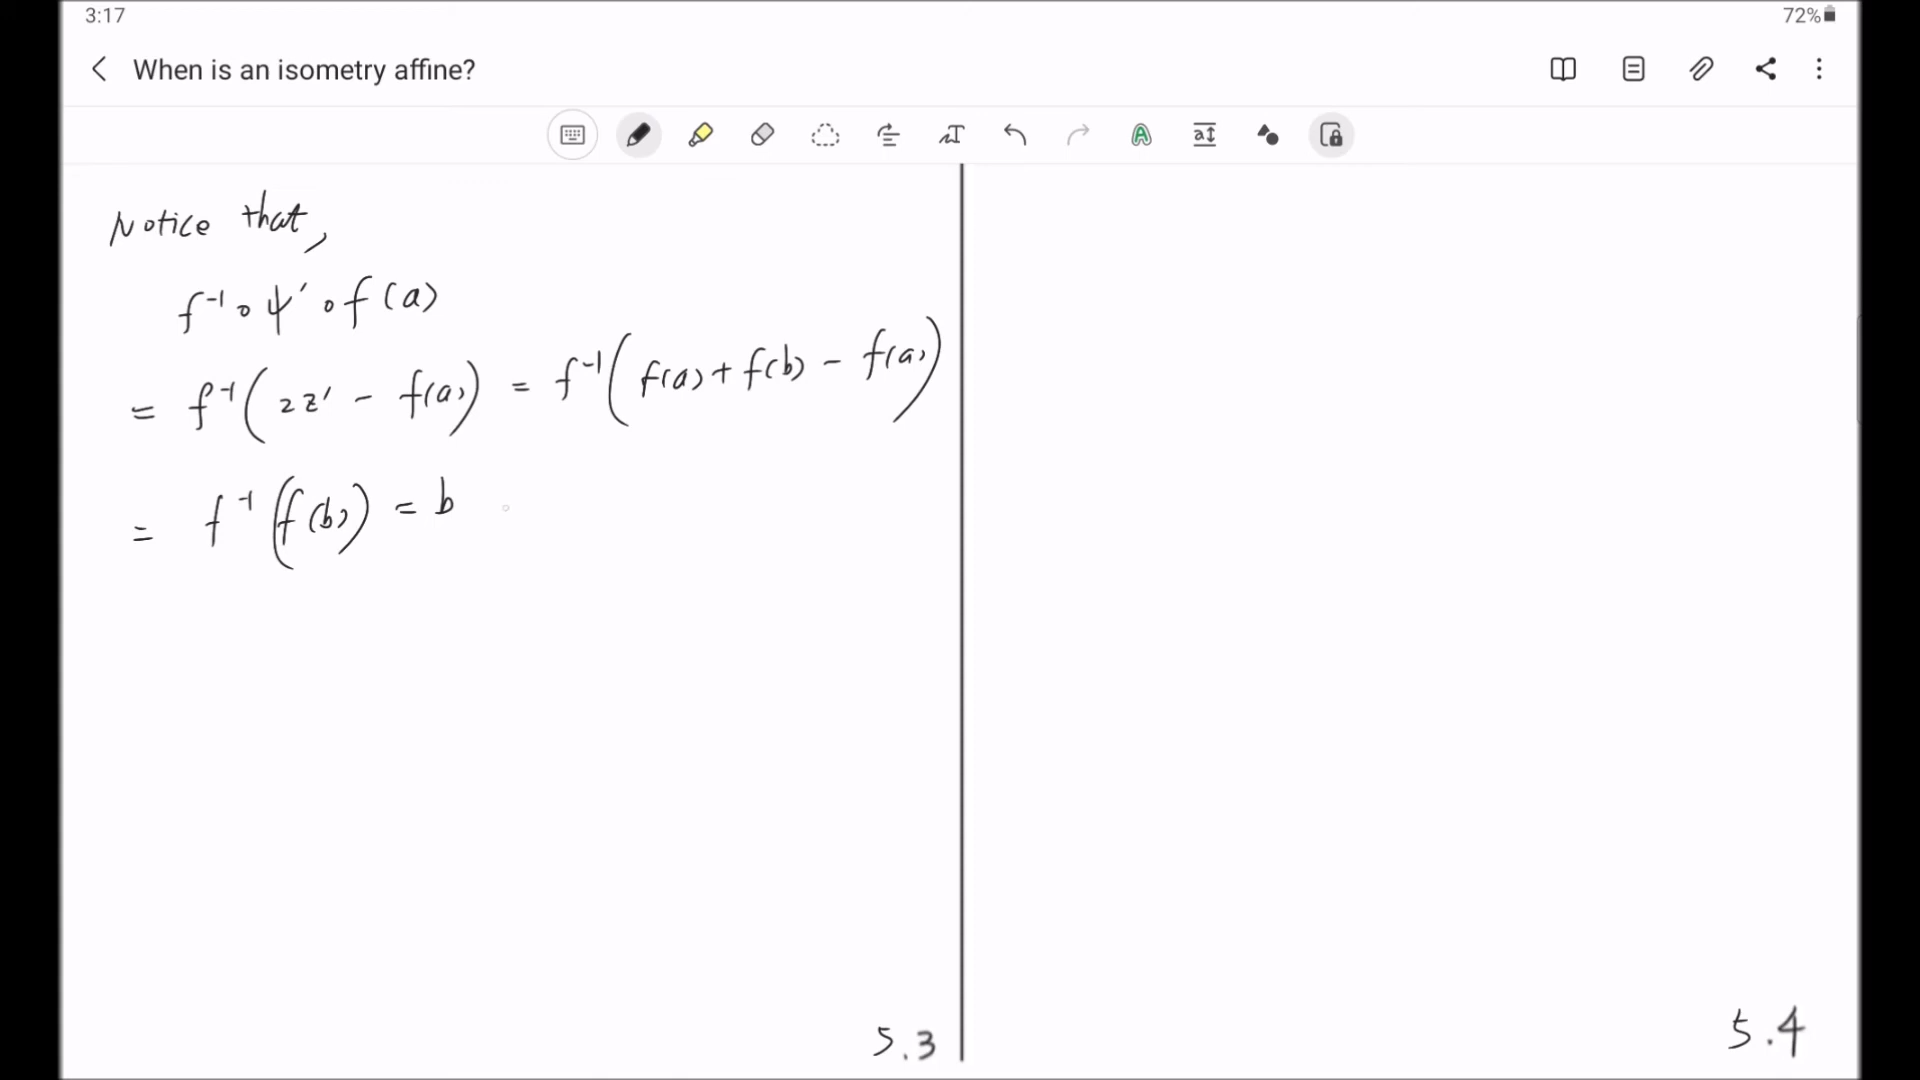 3:17
72%
When is an isometry affine?
Notice that,
f⁻¹ ∘ ψ′ ∘ f(a)
= f⁻¹(2z′ - f(a)) = f⁻¹(f(a) + f(b) - f(a))
= f⁻¹(f(b)) = b
5.3
5.4